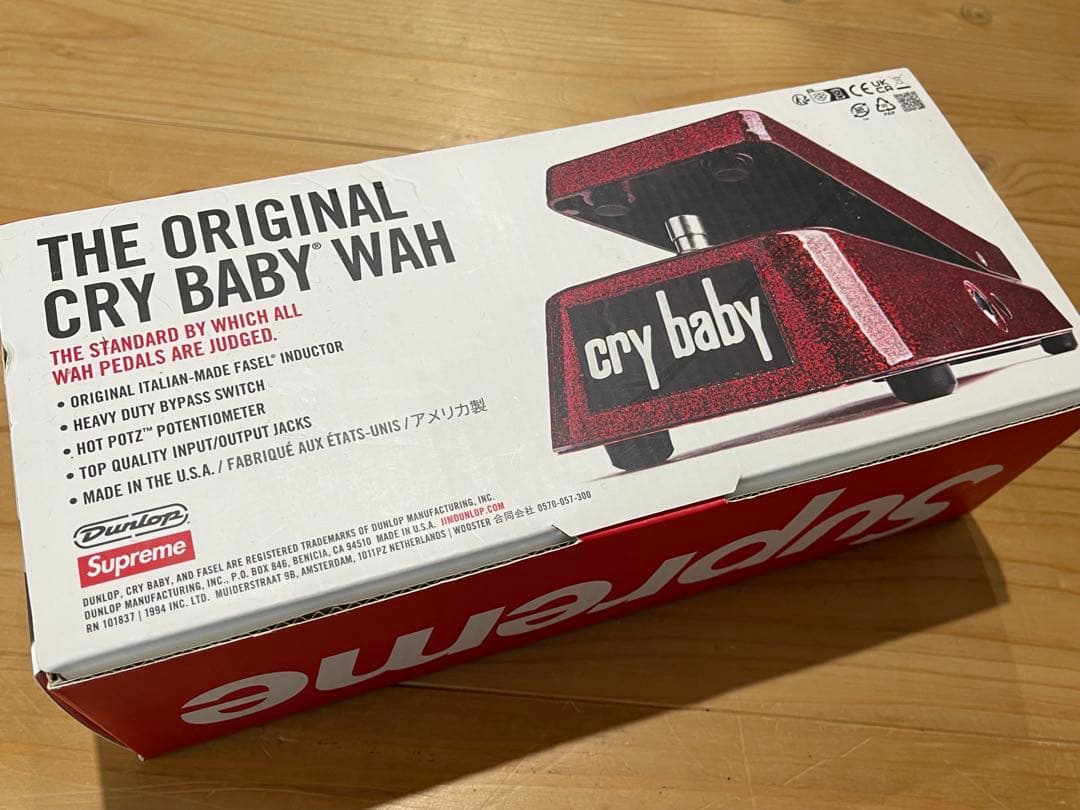 THE ORIGINAL
CRY BABY® WAH
THE STANDARD BY WHICH ALL
WAH PEDALS ARE JUDGED.
• ORIGINAL ITALIAN-MADE FASEL® INDUCTOR
• HEAVY DUTY BYPASS SWITCH
• HOT POTZ™ POTENTIOMETER
• TOP QUALITY INPUT/OUTPUT JACKS
• MADE IN THE U.S.A. / FABRIQUÉ AUX ÉTATS-UNIS / アメリカ製
Dunlop
Supreme
DUNLOP, CRY BABY, AND FASEL ARE REGISTERED TRADEMARKS OF DUNLOP MANUFACTURING, INC.
DUNLOP MANUFACTURING, INC., P.O. BOX 846, BENICIA, CA 94510 MADE IN U.S.A. JIMDUNLOP.COM
RN 101837 | 1994 INC. LTD. MUIDERSTRAAT 9B, AMSTERDAM, 1011PZ NETHERLANDS | WOOSTER 合同会社 0570-057-300
cry baby
CE UK CA
PAP
Supreme